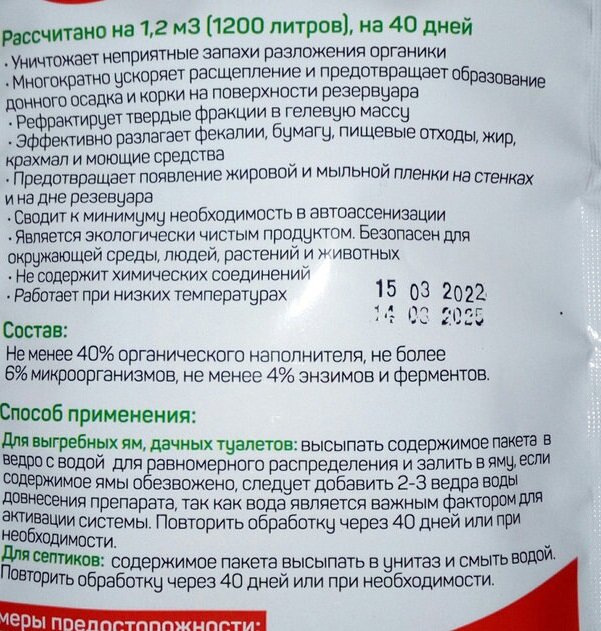 Рассчитано на 1,2 м3 (1200 литров), на 40 дней
· Уничтожает неприятные запахи разложения органики
· Многократно ускоряет расщепление и предотвращает образование
донного осадка и корки на поверхности резервуара
· Рефрактирует твердые фракции в гелевую массу
· Эффективно разлагает фекалии, бумагу, пищевые отходы, жир,
крахмал и моющие средства
· Предотвращает появление жировой и мыльной пленки на стенках
и на дне резевуара
· Сводит к минимуму необходимость в автоассенизации
· Является экологически чистым продуктом. Безопасен для
окружающей среды, людей, растений и животных
· Не содержит химических соединений
· Работает при низких температурах
15 03 2022
14 03 2025
Состав:
Не менее 40% органического наполнителя, не более
6% микроорганизмов, не менее 4% энзимов и ферментов.
Способ применения:
Для выгребных ям, дачных туалетов: высыпать содержимое пакета в
ведро с водой для равномерного распределения и залить в яму, если
содержимое ямы обезвожено, следует добавить 2-3 ведра воды
довнесения препарата, так как вода является важным фактором для
активации системы. Повторить обработку через 40 дней или при
необходимости.
Для септиков: содержимое пакета высыпать в унитаз и смыть водой.
Повторить обработку через 40 дней или при необходимости.
меры предосторожности: